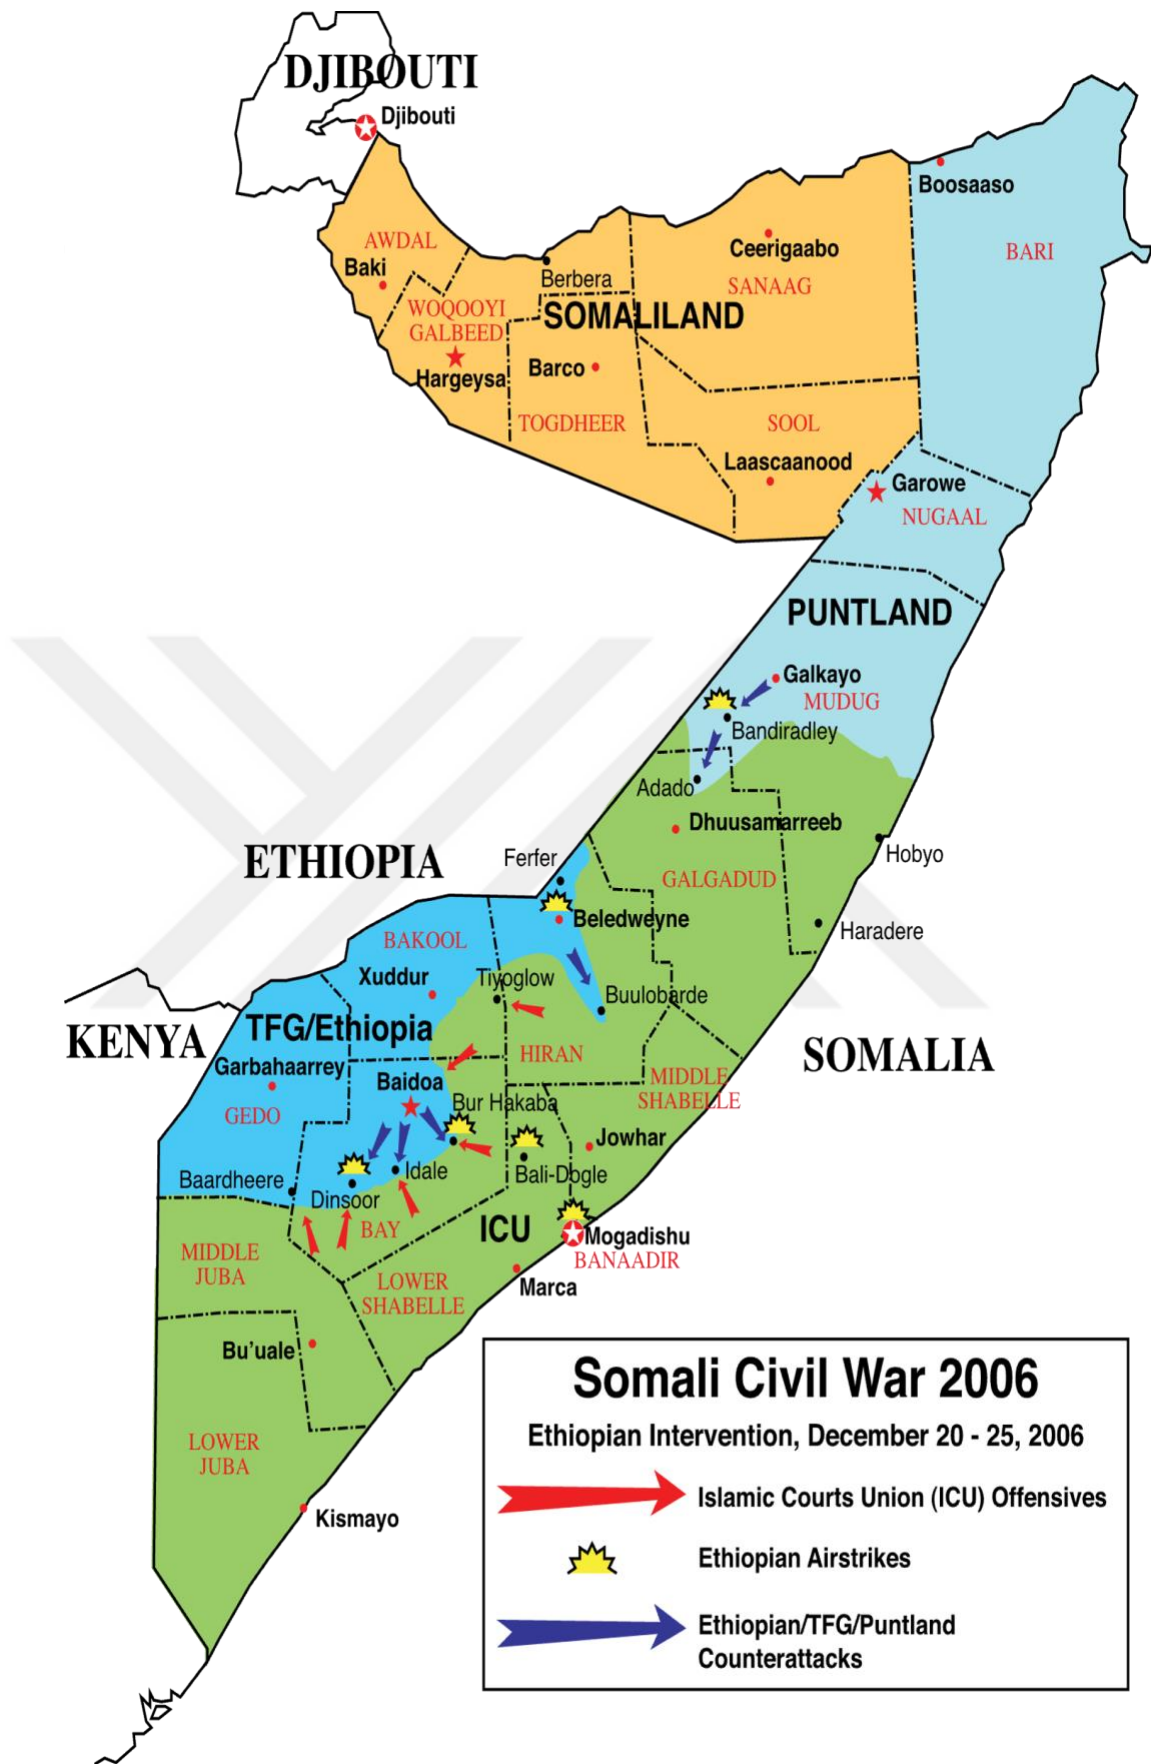 DJIBOUTI
Djibouti
Boosaaso
AWDAL
Ceerigaabo
BARI
Baki
Berbera
SANAAG
WOQOOYI
GALBEED
SOMALILAND
Hargeysa
Barco
TOGDHEER
SOOL
Laascaanood
Garowe
NUGAAL
PUNTLAND
Galkayo
MUDUG
Bandiradley
Adado
Dhuusamarreeb
Hobyo
ETHIOPIA
Ferfer
GALGADUD
Beledweyne
Haradere
BAKOOL
Xuddur
Tiyoglow
Buulobarde
KENYA
TFG/Ethiopia
HIRAN
SOMALIA
Garbahaarrey
Baidoa
MIDDLE
SHABELLE
GEDO
Bur Hakaba
Jowhar
Baardheere
Dinsoor
Idale
Bali-Dogle
BAY
ICU
Mogadishu
BANAADIR
MIDDLE
JUBA
LOWER
SHABELLE
Marca
Bu'uale
LOWER
JUBA
Kismayo
Somali Civil War 2006
Ethiopian Intervention, December 20 - 25, 2006
Islamic Courts Union (ICU) Offensives
Ethiopian Airstrikes
Ethiopian/TFG/Puntland
Counterattacks